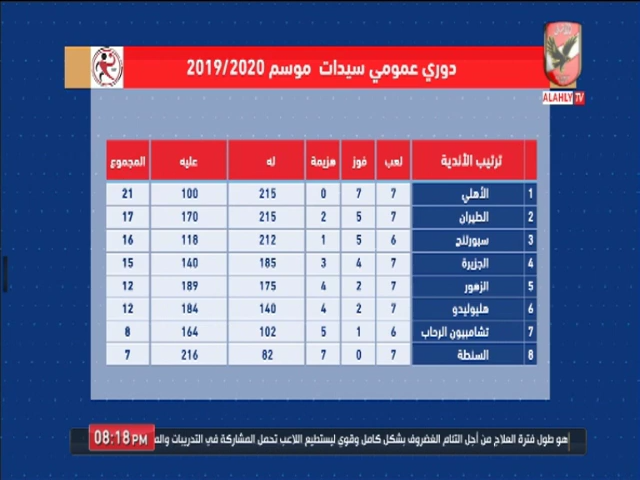 دوري عمومي سيدات موسم 2019/2020
ALAHLY TV
ترتيب الأندية لعب فوز هزيمة له عليه المجموع
1 الأهلي 7 7 0 215 100 21
2 الطيران 7 5 2 215 170 17
3 سبورتنج 6 5 1 212 118 16
4 الجزيرة 7 4 3 185 140 15
5 الزهور 7 2 4 175 189 12
6 هليوليدو 7 2 4 140 184 12
7 تشامبيون الرحاب 6 1 5 102 164 8
8 السنطة 7 0 7 82 216 7
هو طول فترة العلاج من أجل التئام الغضروف بشكل كامل وقوي ليستطيع اللاعب تحمل المشاركة في التدريبات والم
08:18 PM